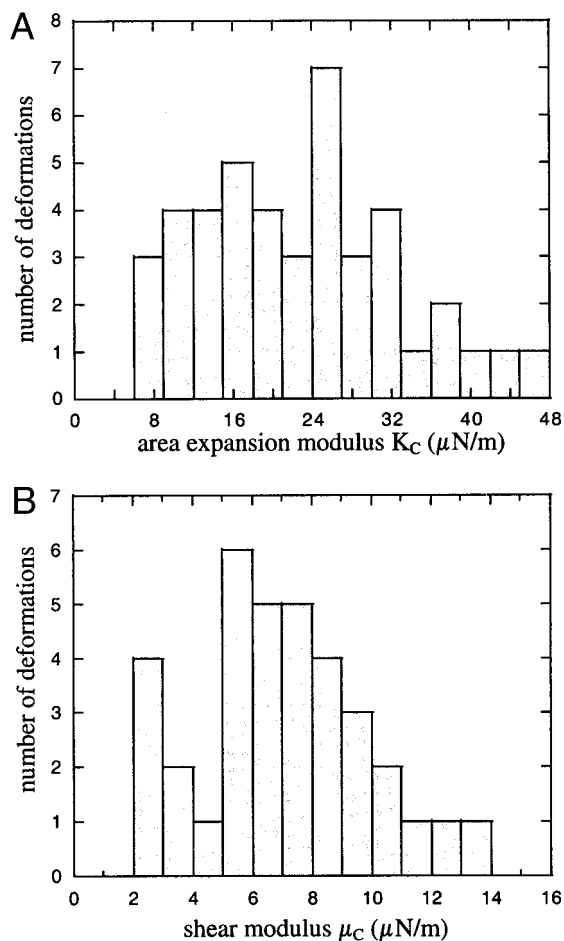 A
8
7
6
5
4
3
2
1
0
number of deformations
0 8 16 24 32 40 48
area expansion modulus K_C (μN/m)
B
7
6
5
4
3
2
1
0
number of deformations
0 2 4 6 8 10 12 14 16
shear modulus μ_C (μN/m)